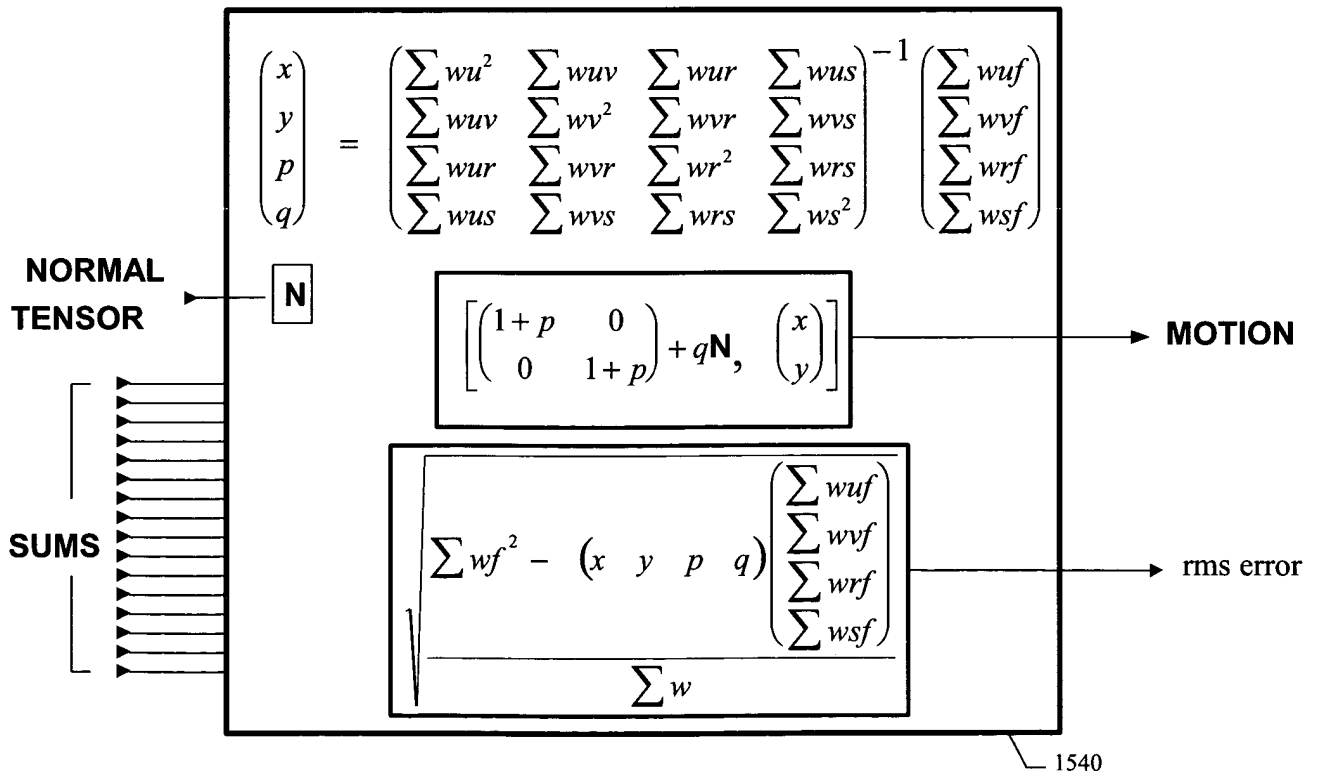 (x y p q) = (∑wu² ∑wuv ∑wur ∑wus
∑wuv ∑wv² ∑wvr ∑wvs
∑wur ∑wvr ∑wr² ∑wrs
∑wus ∑wvs ∑wrs ∑ws²)⁻¹ (∑wuf ∑wvf ∑wrf ∑wsf)
NORMAL
TENSOR
N
[(1 + p 0
0 1 + p) + qN, (x y)]
MOTION
SUMS
√ ∑wf² − (x y p q) (∑wuf
∑wvf
∑wrf
∑wsf)
∑w
rms error
1540